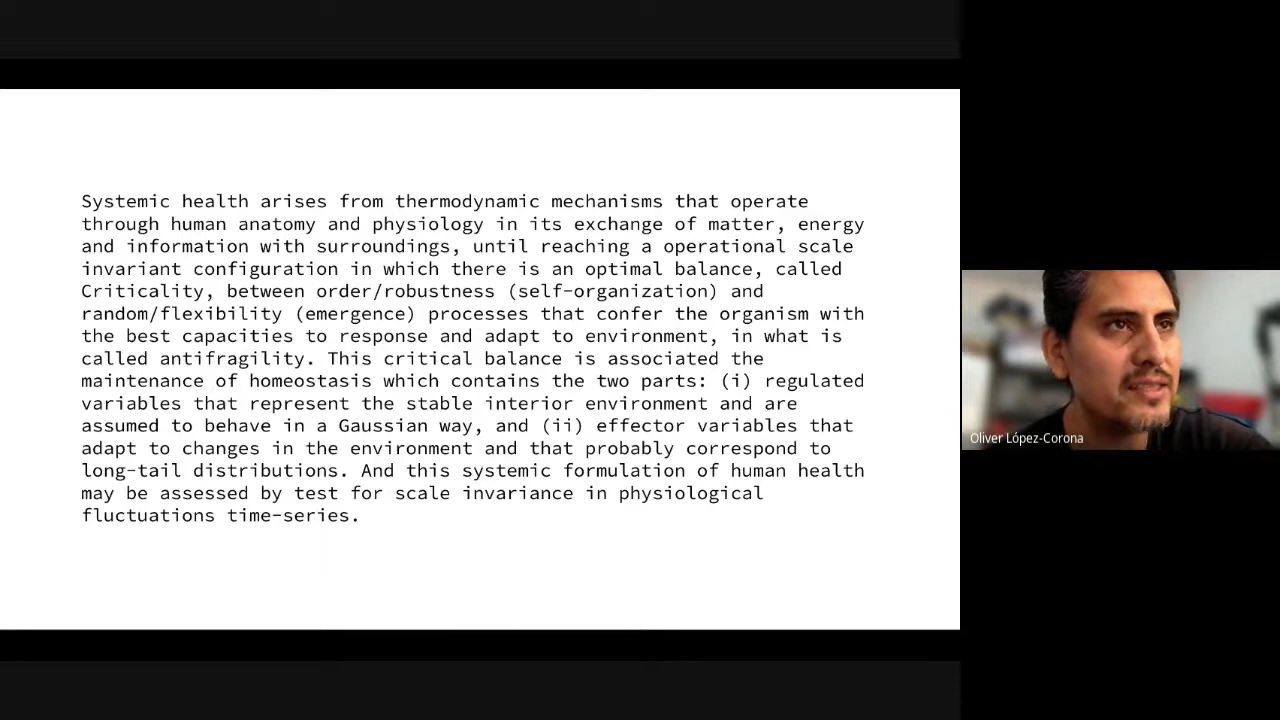 Systemic health arises from thermodynamic mechanisms that operate
through human anatomy and physiology in its exchange of matter, energy
and information with surroundings, until reaching a operational scale
invariant configuration in which there is an optimal balance, called
Criticality, between order/robustness (self-organization) and
random/flexibility (emergence) processes that confer the organism with
the best capacities to response and adapt to environment, in what is
called antifragility. This critical balance is associated the
maintenance of homeostasis which contains the two parts: (i) regulated
variables that represent the stable interior environment and are
assumed to behave in a Gaussian way, and (ii) effector variables that
adapt to changes in the environment and that probably correspond to
long-tail distributions. And this systemic formulation of human health
may be assessed by test for scale invariance in physiological
fluctuations time-series.
Oliver López-Corona